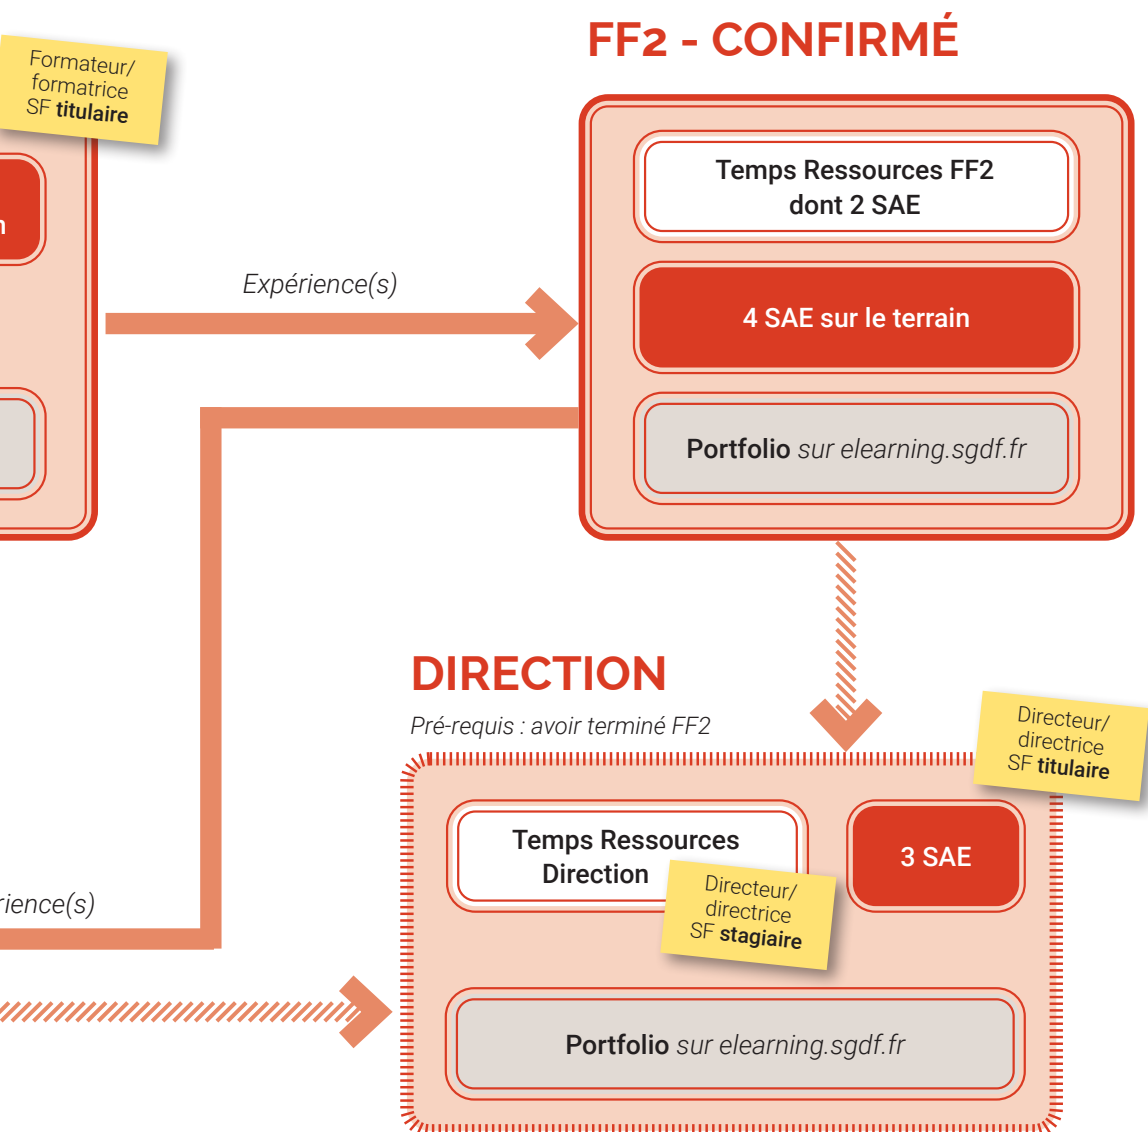 FF2 - CONFIRMÉ
Formateur/
formatrice
SF titulaire
Temps Ressources FF2
dont 2 SAE
Expérience(s)
4 SAE sur le terrain
Portfolio sur elearning.sgdf.fr
DIRECTION
Pré-requis : avoir terminé FF2
Directeur/
directrice
SF titulaire
Temps Ressources
Direction
3 SAE
Directeur/
directrice
SF stagiaire
Portfolio sur elearning.sgdf.fr